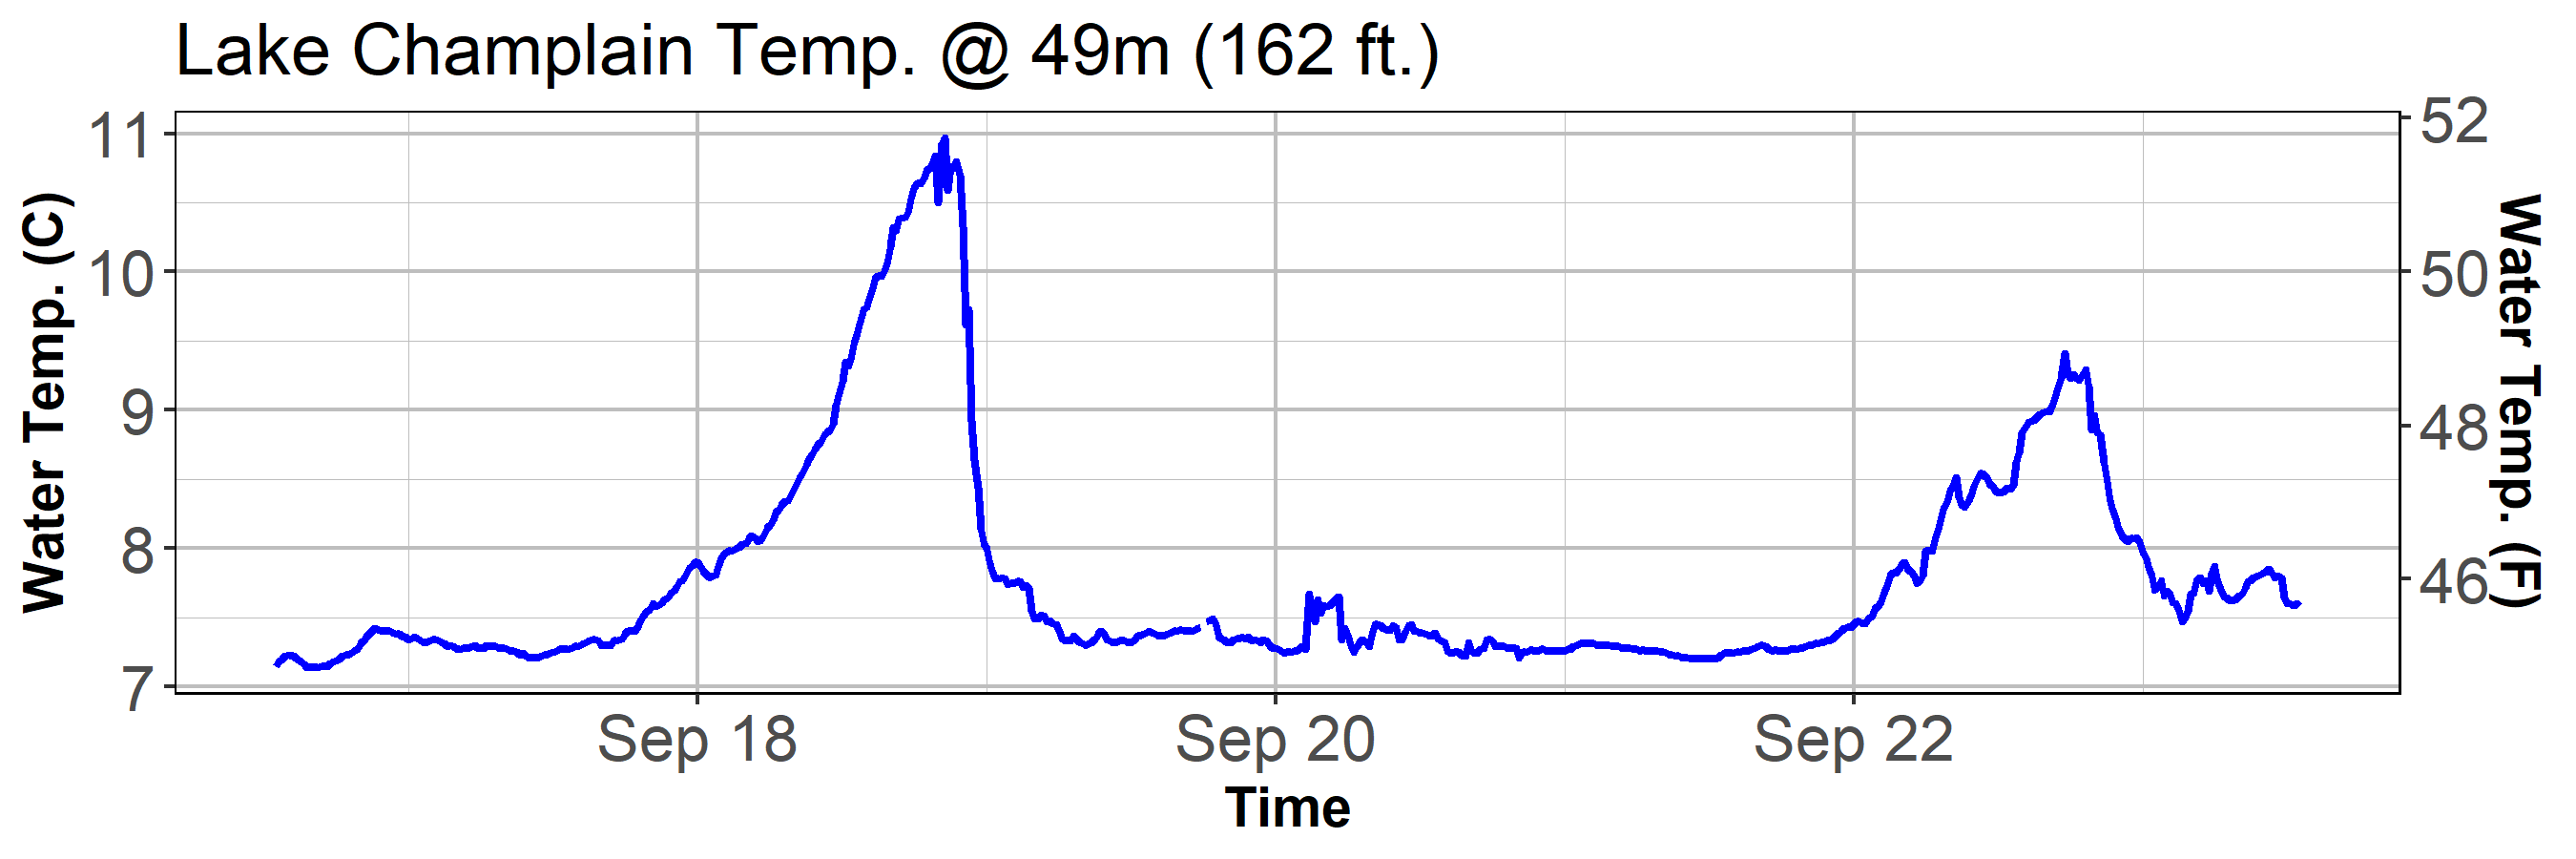 Lake Champlain Temp. @ 49m (162 ft.)
Water Temp. (C)
11
10
9
8
7
52
50
48
46
Water Temp. (F)
Sep 18
Sep 20
Sep 22
Time